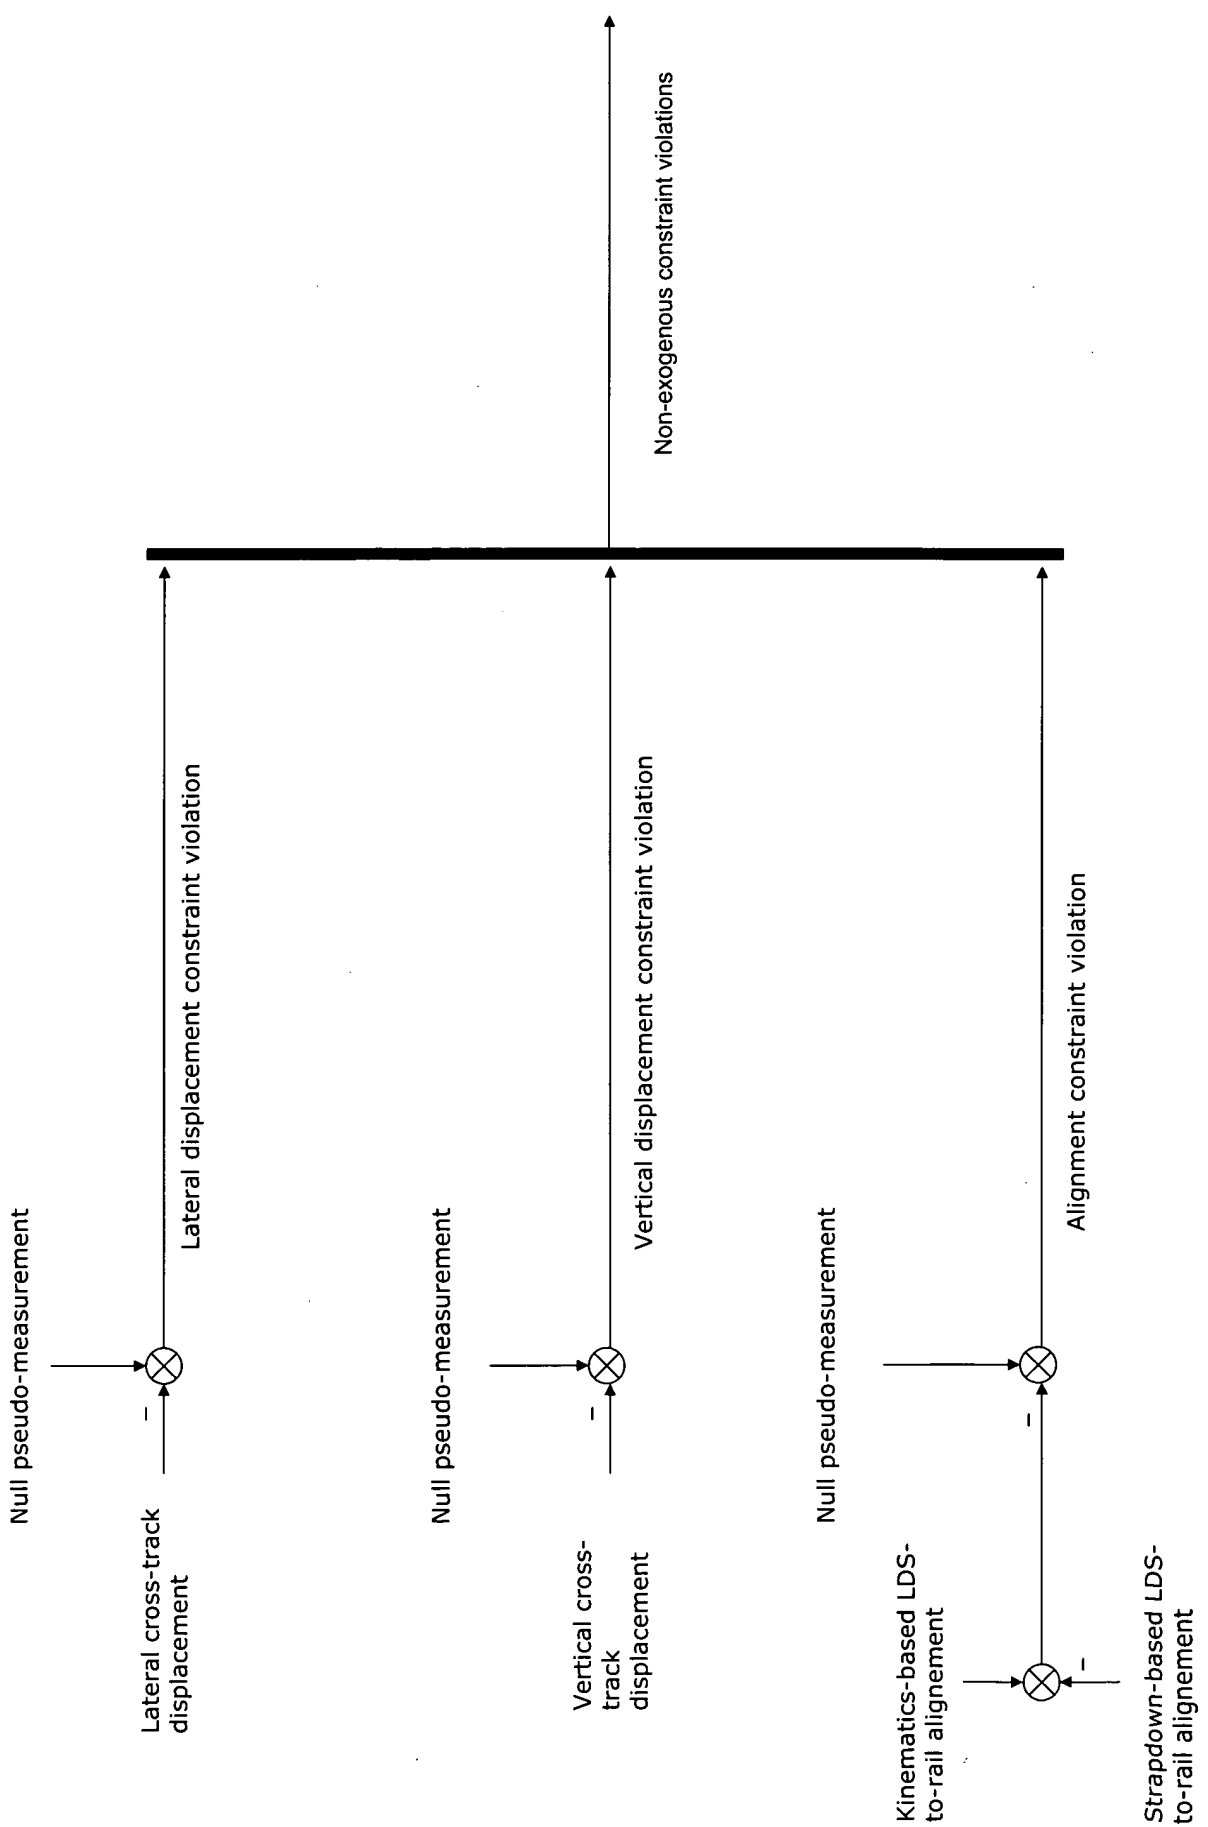 Null pseudo-measurement
Lateral cross-track
displacement
–
Lateral displacement constraint violation
Null pseudo-measurement
Vertical cross-
track
displacement
–
Vertical displacement constraint violation
Non-exogenous constraint violations
Null pseudo-measurement
Kinematics-based LDS-
to-rail alignement
–
Strapdown-based LDS-
to-rail alignement
–
Alignment constraint violation